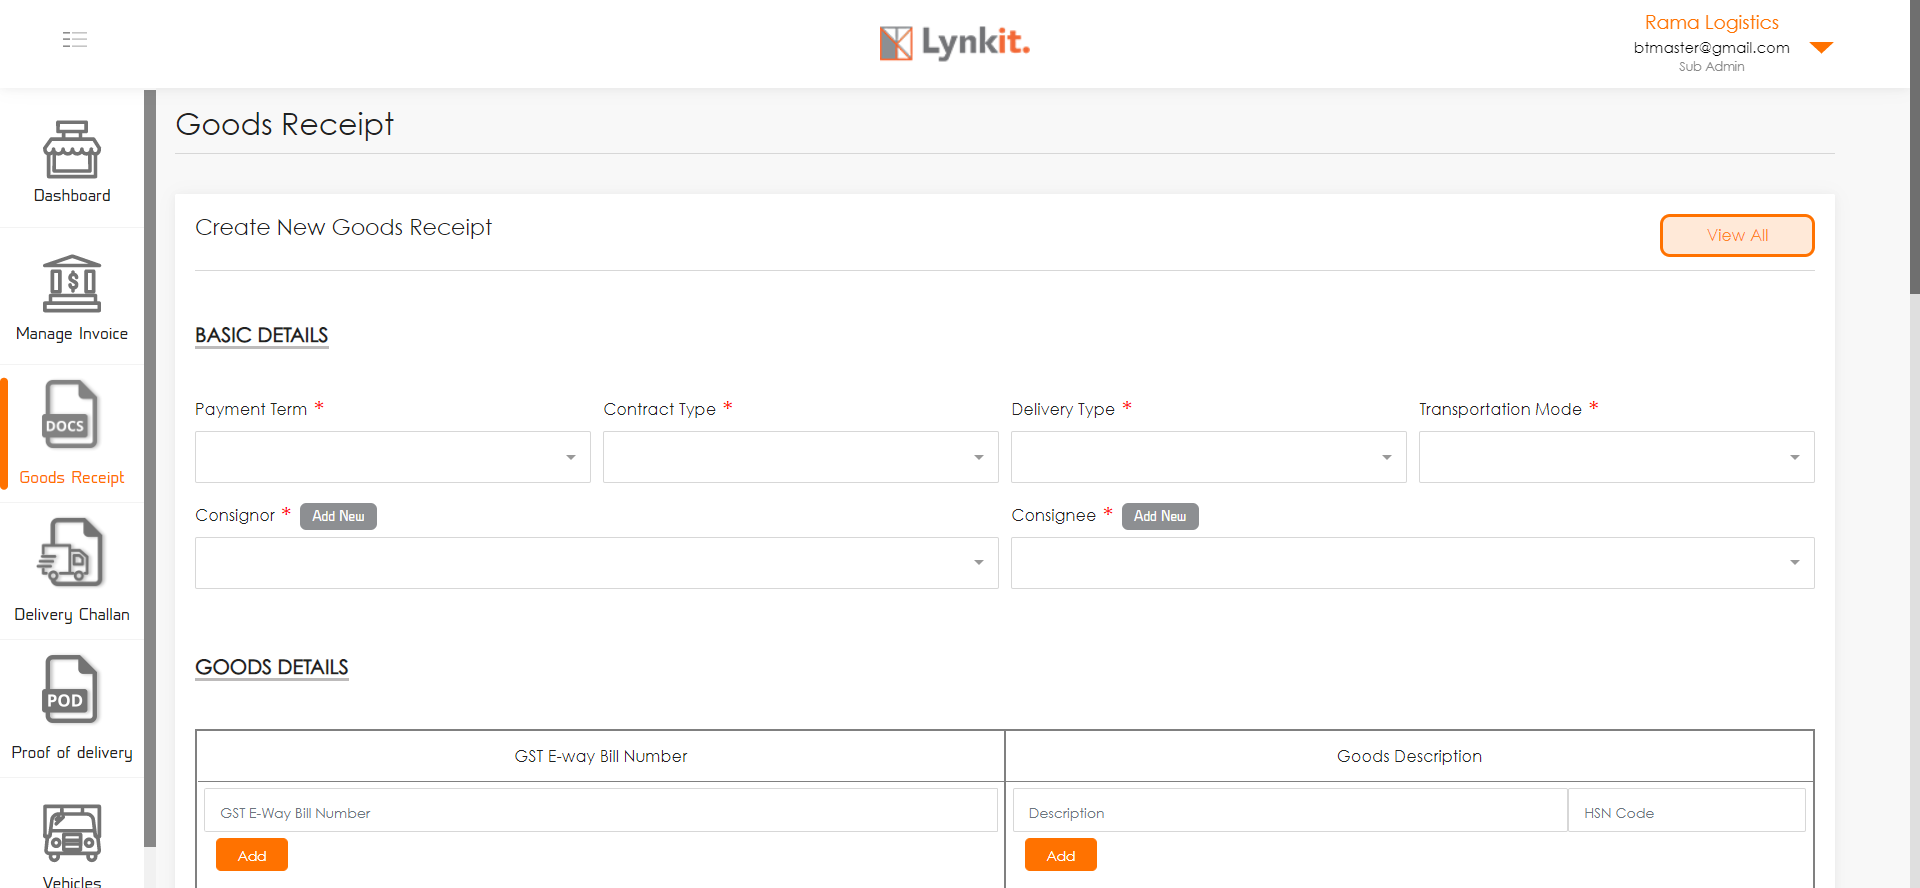 Lynkit.
Rama Logistics
btmaster@gmail.com
Sub Admin
Dashboard
Manage Invoice
DOCS
Goods Receipt
Delivery Challan
POD
Proof of delivery
Vehicles
Goods Receipt
Create New Goods Receipt
View All
BASIC DETAILS
Payment Term *
Contract Type *
Delivery Type *
Transportation Mode *
Consignor * Add New
Consignee * Add New
GOODS DETAILS
GST E-way Bill Number
Goods Description
GST E-Way Bill Number
Description
HSN Code
Add
Add